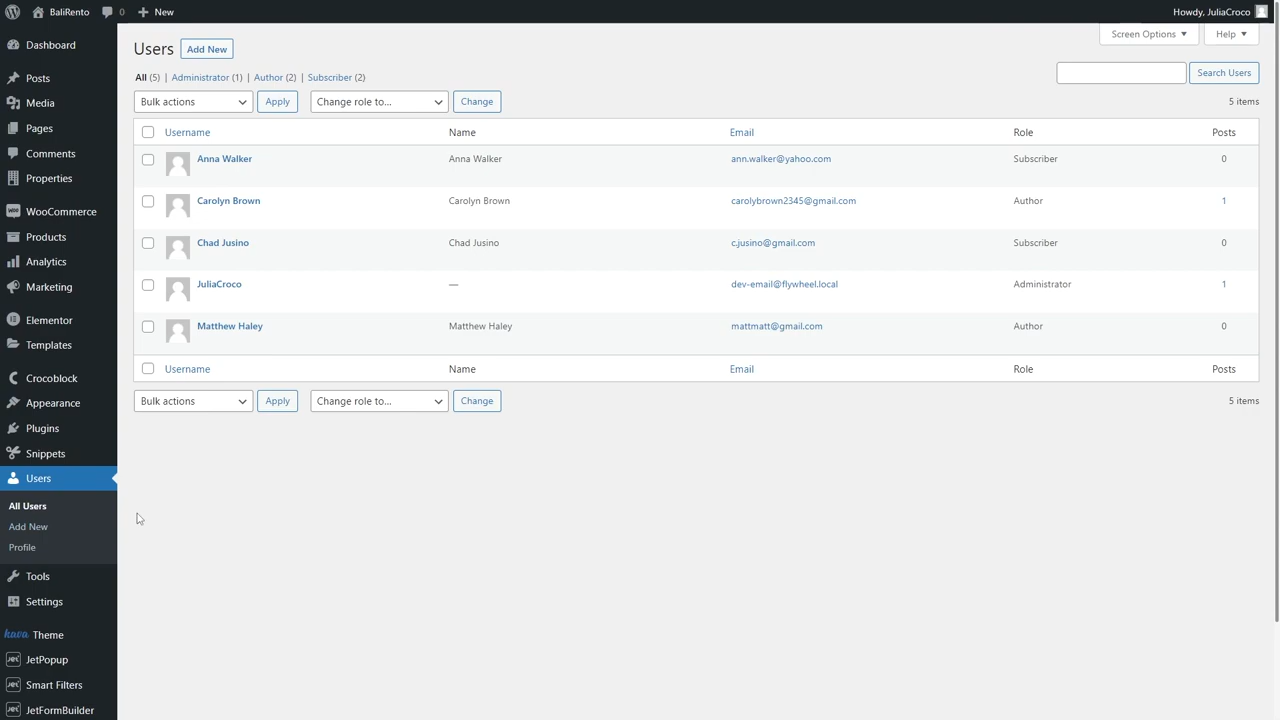 BaliRento 0 New Howdy, JuliaCroco
Dashboard
Posts
Media
Pages
Comments
Properties
WooCommerce
Products
Analytics
Marketing
Elementor
Templates
Crocoblock
Appearance
Plugins
Snippets
Users
All Users
Add New
Profile
Tools
Settings
kava Theme
Jet JetPopup
Jet Smart Filters
Jet JetFormBuilder
Screen Options Help
Users Add New
All (5) | Administrator (1) | Author (2) | Subscriber (2)
Search Users
Bulk actions Apply Change role to... Change 5 items
Username Name Email Role Posts
Anna Walker Anna Walker ann.walker@yahoo.com Subscriber 0
Carolyn Brown Carolyn Brown carolybrown2345@gmail.com Author 1
Chad Jusino Chad Jusino c.jusino@gmail.com Subscriber 0
JuliaCroco — dev-email@flywheel.local Administrator 1
Matthew Haley Matthew Haley mattmatt@gmail.com Author 0
Username Name Email Role Posts
Bulk actions Apply Change role to... Change 5 items